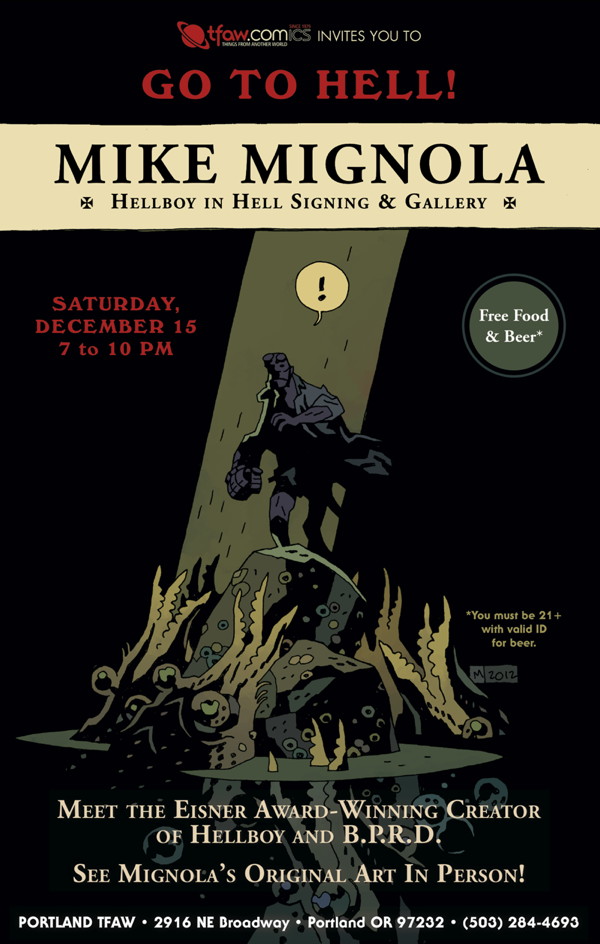 tfaw.comics SINCE 1979 INVITES YOU TO
THINGS FROM ANOTHER WORLD
GO TO HELL!
MIKE MIGNOLA
✠ HELLBOY IN HELL SIGNING & GALLERY ✠
!
SATURDAY,
DECEMBER 15
7 to 10 PM
Free Food
& Beer*
*You must be 21+
with valid ID
for beer.
M 2012
MEET THE EISNER AWARD-WINNING CREATOR
OF HELLBOY AND B.P.R.D.
SEE MIGNOLA'S ORIGINAL ART IN PERSON!
PORTLAND TFAW • 2916 NE Broadway • Portland OR 97232 • (503) 284-4693